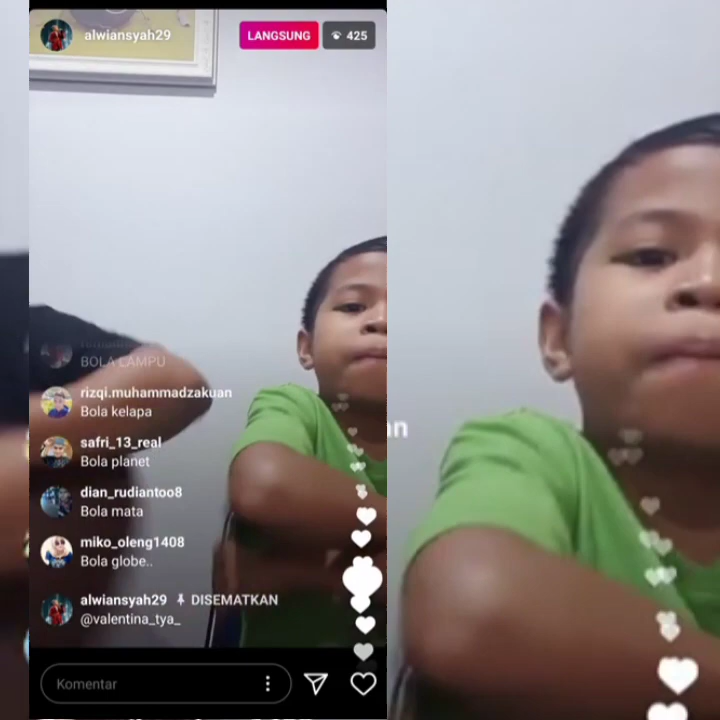 alwiansyah29
LANGSUNG
425
BOLA LAMPU
rizqi.muhammadzakuan
Bola kelapa
safri_13_real
Bola planet
dian_rudiantoo8
Bola mata
miko_oleng1408
Bola globe..
alwiansyah29 DISEMATKAN
@valentina_tya_
Komentar
an